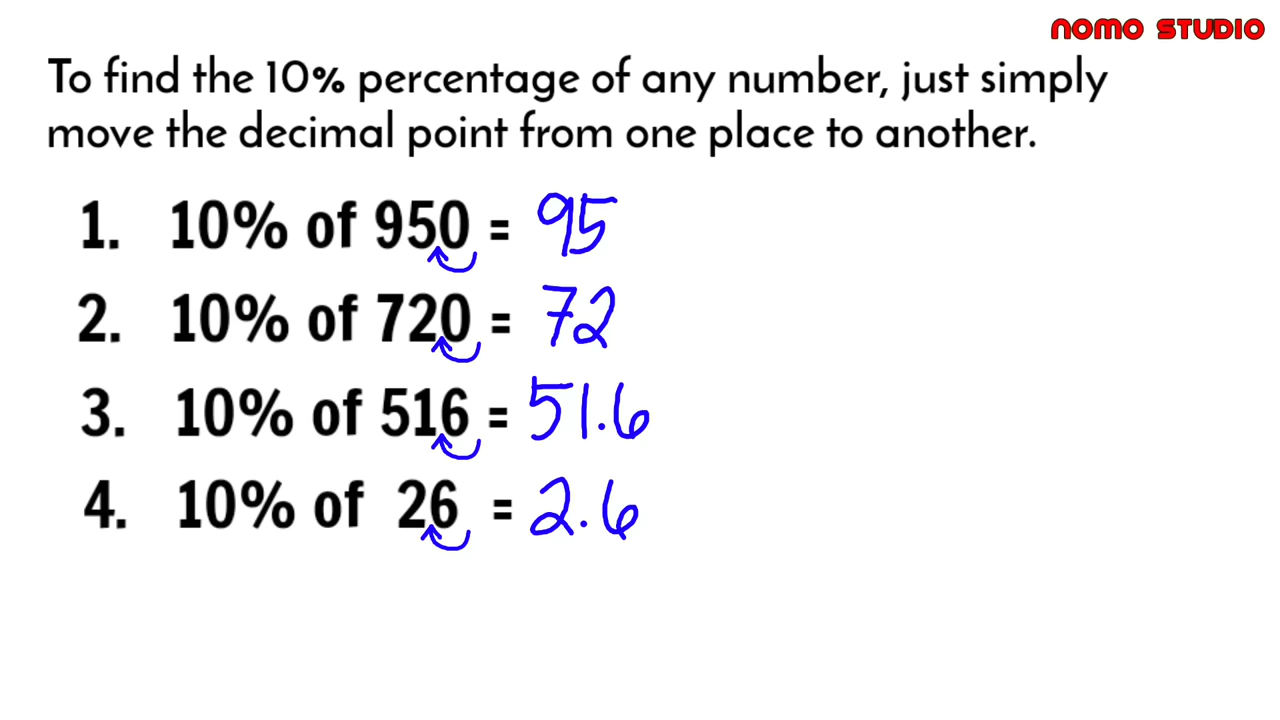 NOMO STUDIO
To find the 10% percentage of any number, just simply
move the decimal point from one place to another.
1. 10% of 950 = 95
2. 10% of 720 = 72
3. 10% of 516 = 51.6
4. 10% of 26 = 2.6